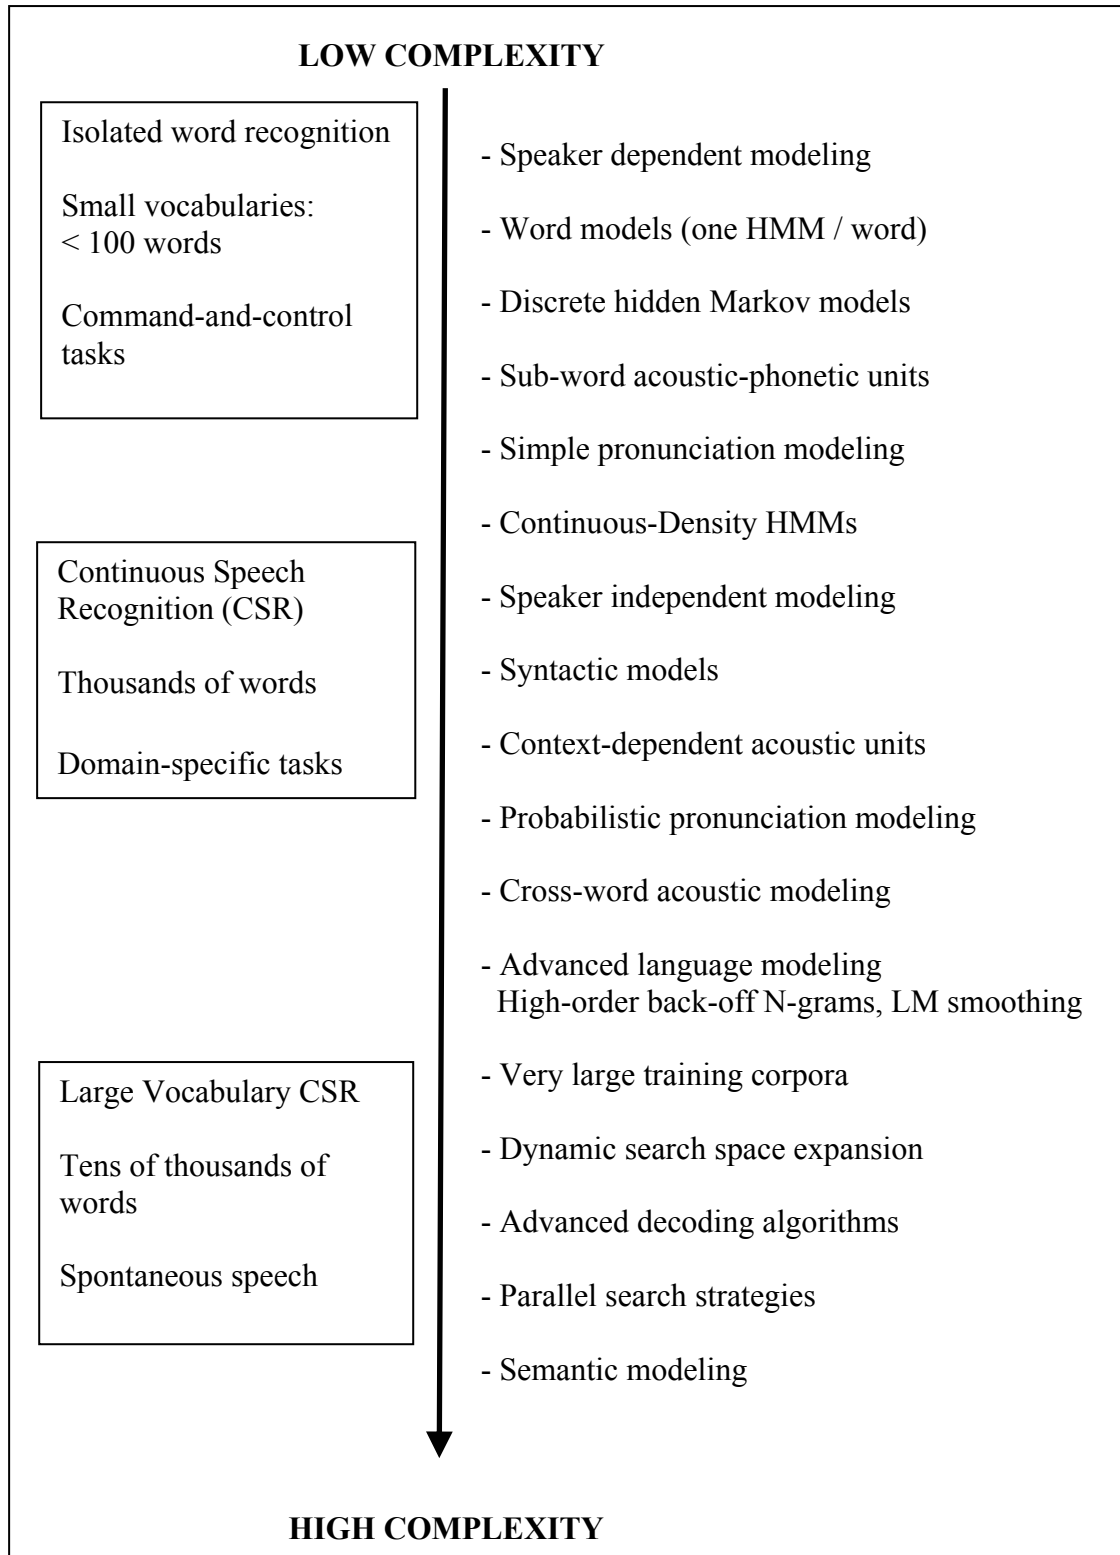 LOW COMPLEXITY
Isolated word recognition
Small vocabularies:
< 100 words
Command-and-control
tasks
Continuous Speech
Recognition (CSR)
Thousands of words
Domain-specific tasks
Large Vocabulary CSR
Tens of thousands of
words
Spontaneous speech
- Speaker dependent modeling
- Word models (one HMM / word)
- Discrete hidden Markov models
- Sub-word acoustic-phonetic units
- Simple pronunciation modeling
- Continuous-Density HMMs
- Speaker independent modeling
- Syntactic models
- Context-dependent acoustic units
- Probabilistic pronunciation modeling
- Cross-word acoustic modeling
- Advanced language modeling
High-order back-off N-grams, LM smoothing
- Very large training corpora
- Dynamic search space expansion
- Advanced decoding algorithms
- Parallel search strategies
- Semantic modeling
HIGH COMPLEXITY